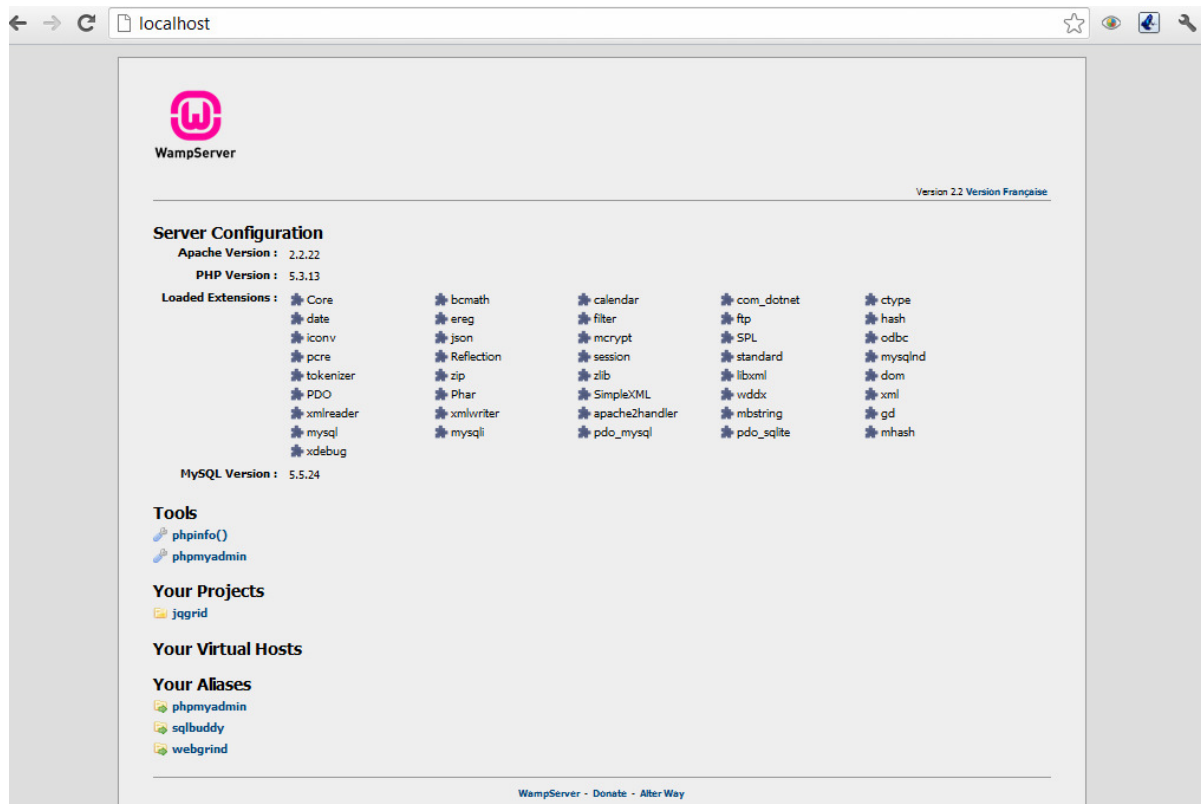 localhost
W
WampServer
Version 2.2 Version Française
Server Configuration
Apache Version : 2.2.22
PHP Version : 5.3.13
Loaded Extensions : Core bcmath calendar com_dotnet ctype
date ereg filter ftp hash
iconv json mcrypt SPL odbc
pcre Reflection session standard mysqlnd
tokenizer zip zlib libxml dom
PDO Phar SimpleXML wddx xml
xmlreader xmlwriter apache2handler mbstring gd
mysql mysqli pdo_mysql pdo_sqlite mhash
xdebug
MySQL Version : 5.5.24
Tools
phpinfo()
phpmyadmin
Your Projects
jqgrid
Your Virtual Hosts
Your Aliases
phpmyadmin
sqlbuddy
webgrind
WampServer - Donate - Alter Way